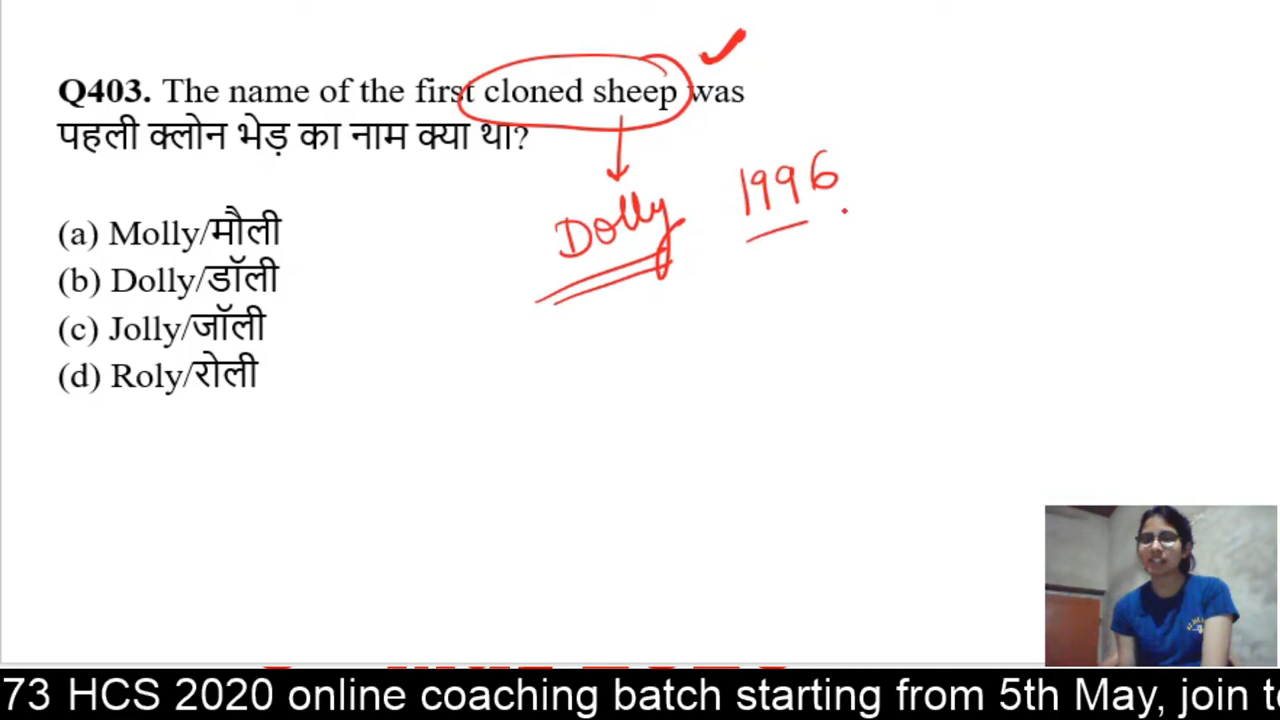 Q403. The name of the first cloned sheep was
पहली क्लोन भेड़ का नाम क्या था?
Dolly 1996
(a) Molly/मौली
(b) Dolly/डॉली
(c) Jolly/जॉली
(d) Roly/रोली
73 HCS 2020 online coaching batch starting from 5th May, join to